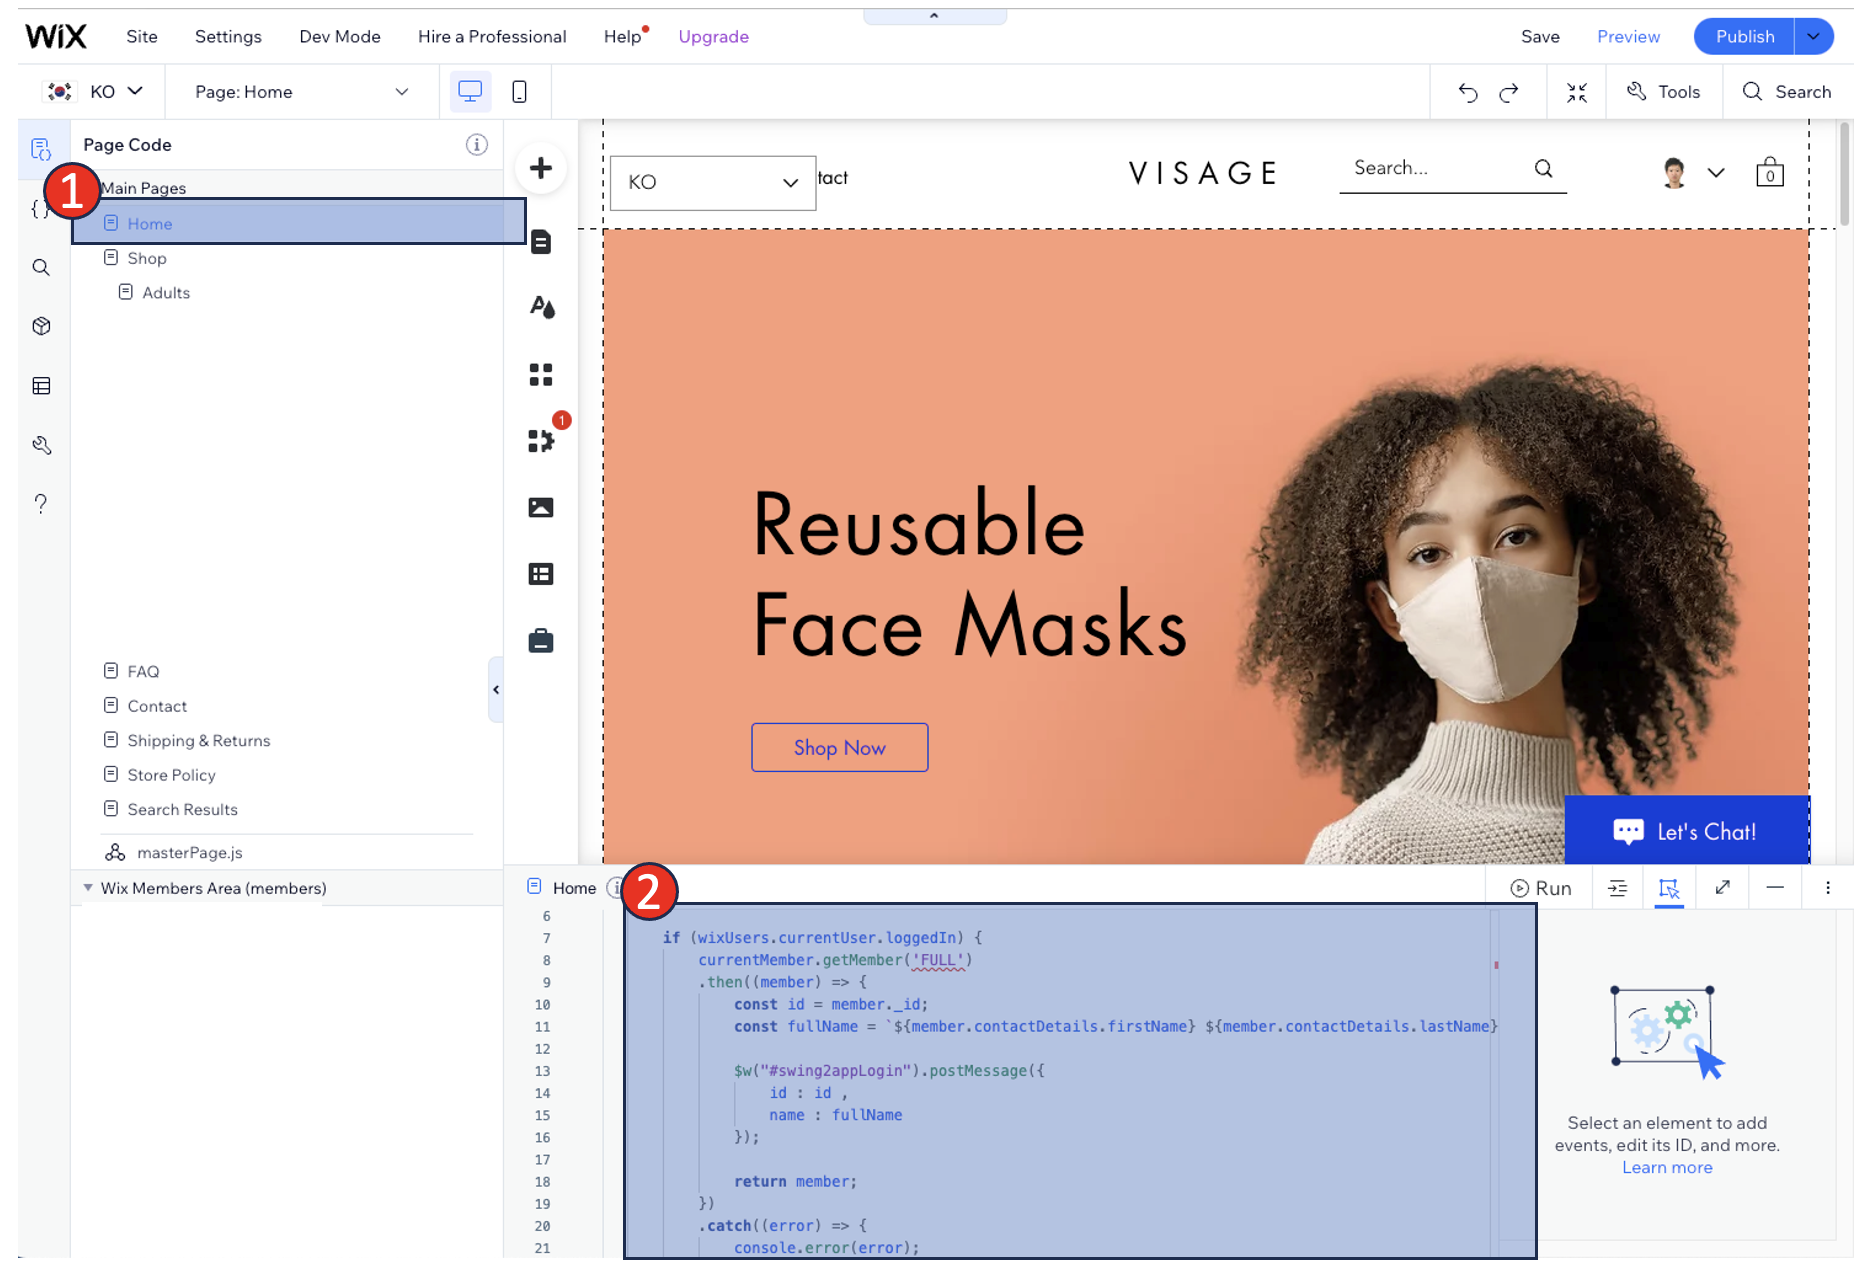 WiX Site Settings Dev Mode Hire a Professional Help Upgrade Save Preview Publish
KO Page: Home Tools Search
Page Code
1
Main Pages
Home
Shop
Adults
FAQ
Contact
Shipping & Returns
Store Policy
Search Results
masterPage.js
Wix Members Area (members)
1
KO
tact
VISAGE
Search...
0
Reusable
Face Masks
Shop Now
Let's Chat!
Home
2
Run
6
7 if (wixUsers.currentUser.loggedIn) {
8 currentMember.getMember('FULL')
9 .then((member) => {
10 const id = member._id;
11 const fullName = `${member.contactDetails.firstName} ${member.contactDetails.lastName}
12
13 $w("#swing2appLogin").postMessage({
14 id : id ,
15 name : fullName
16 });
17
18 return member;
19 })
20 .catch((error) => {
21 console.error(error);
Select an element to add
events, edit its ID, and more.
Learn more